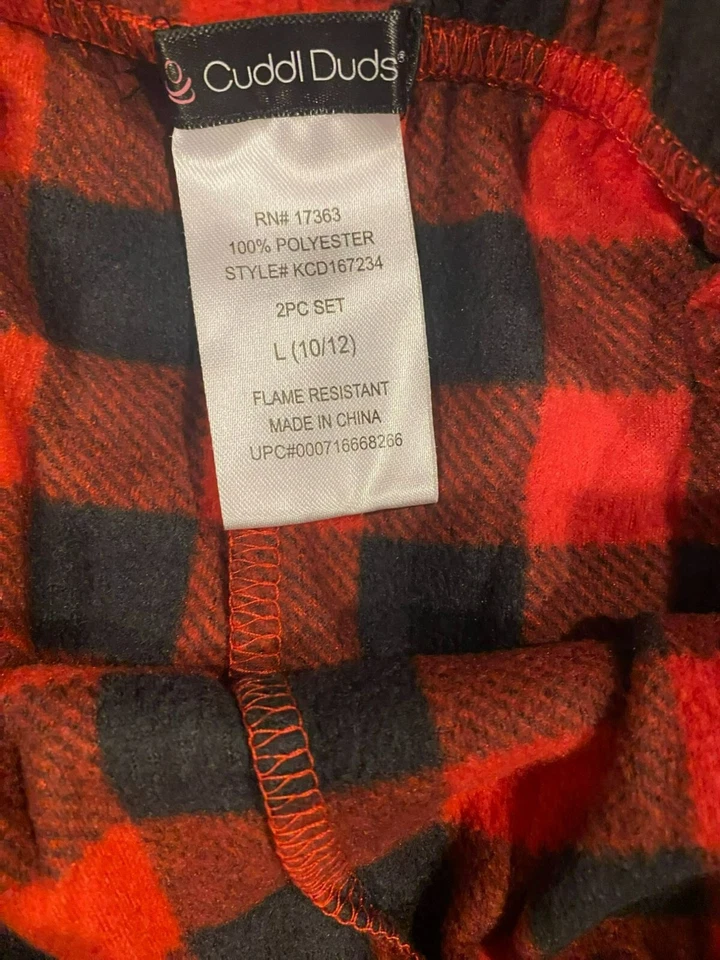 Cuddl Duds®
RN# 17363
100% POLYESTER
STYLE# KCD167234
2PC SET
L (10/12)
FLAME RESISTANT
MADE IN CHINA
UPC#000716668266